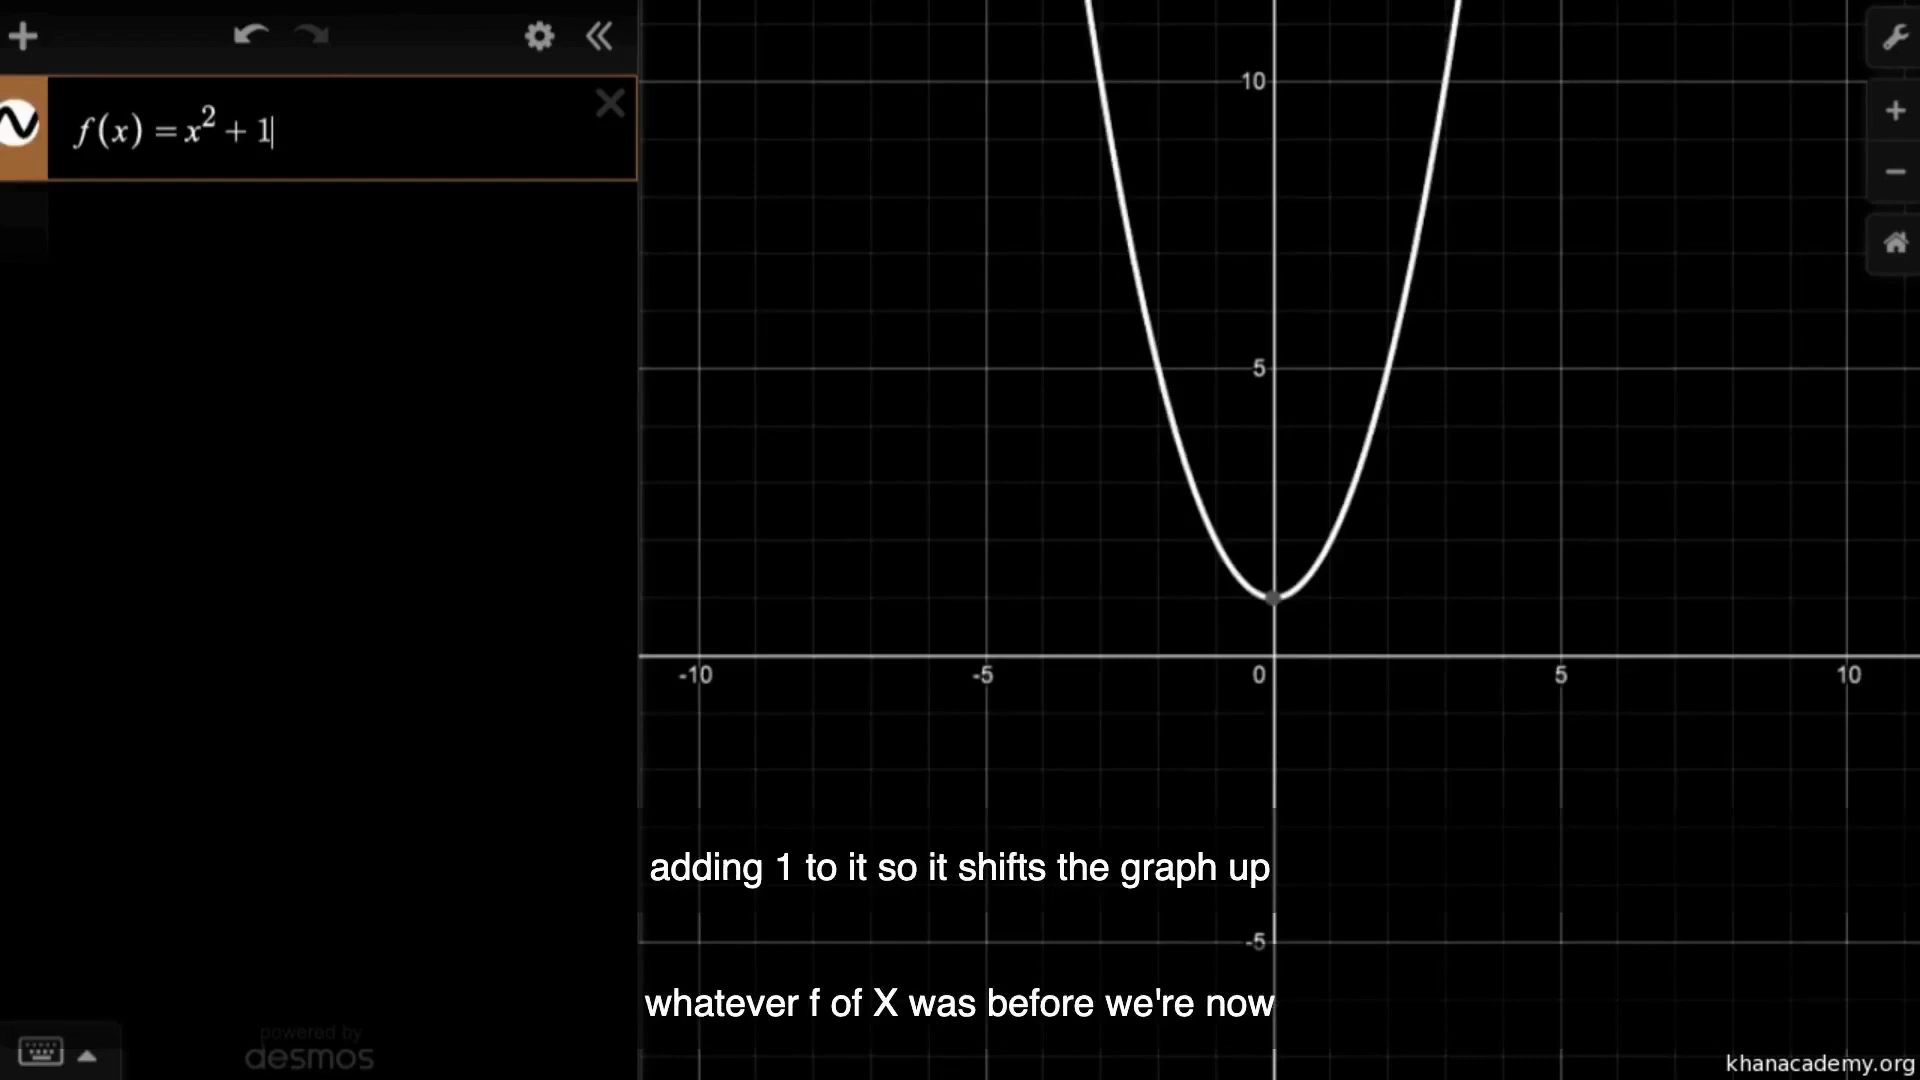 f(x) = x² + 1
10
5
-10 -5 0 5 10
adding 1 to it so it shifts the graph up
-5
whatever f of X was before we're now
powered by
desmos
khanacademy.org